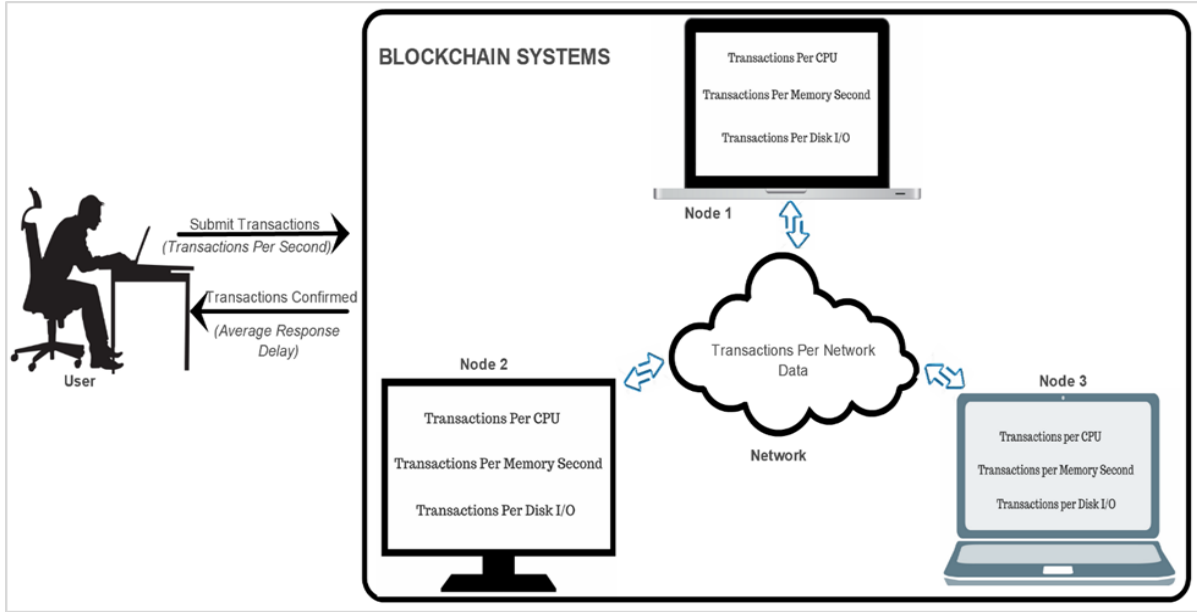 BLOCKCHAIN SYSTEMS
Transactions Per CPU
Transactions Per Memory Second
Transactions Per Disk I/O
Node 1
Submit Transactions
(Transactions Per Second)
Transactions Confirmed
(Average Response
Delay)
User
Transactions Per Network
Data
Network
Node 2
Transactions Per CPU
Transactions Per Memory Second
Transactions Per Disk I/O
Node 3
Transactions per CPU
Transactions per Memory Second
Transactions per Disk I/O